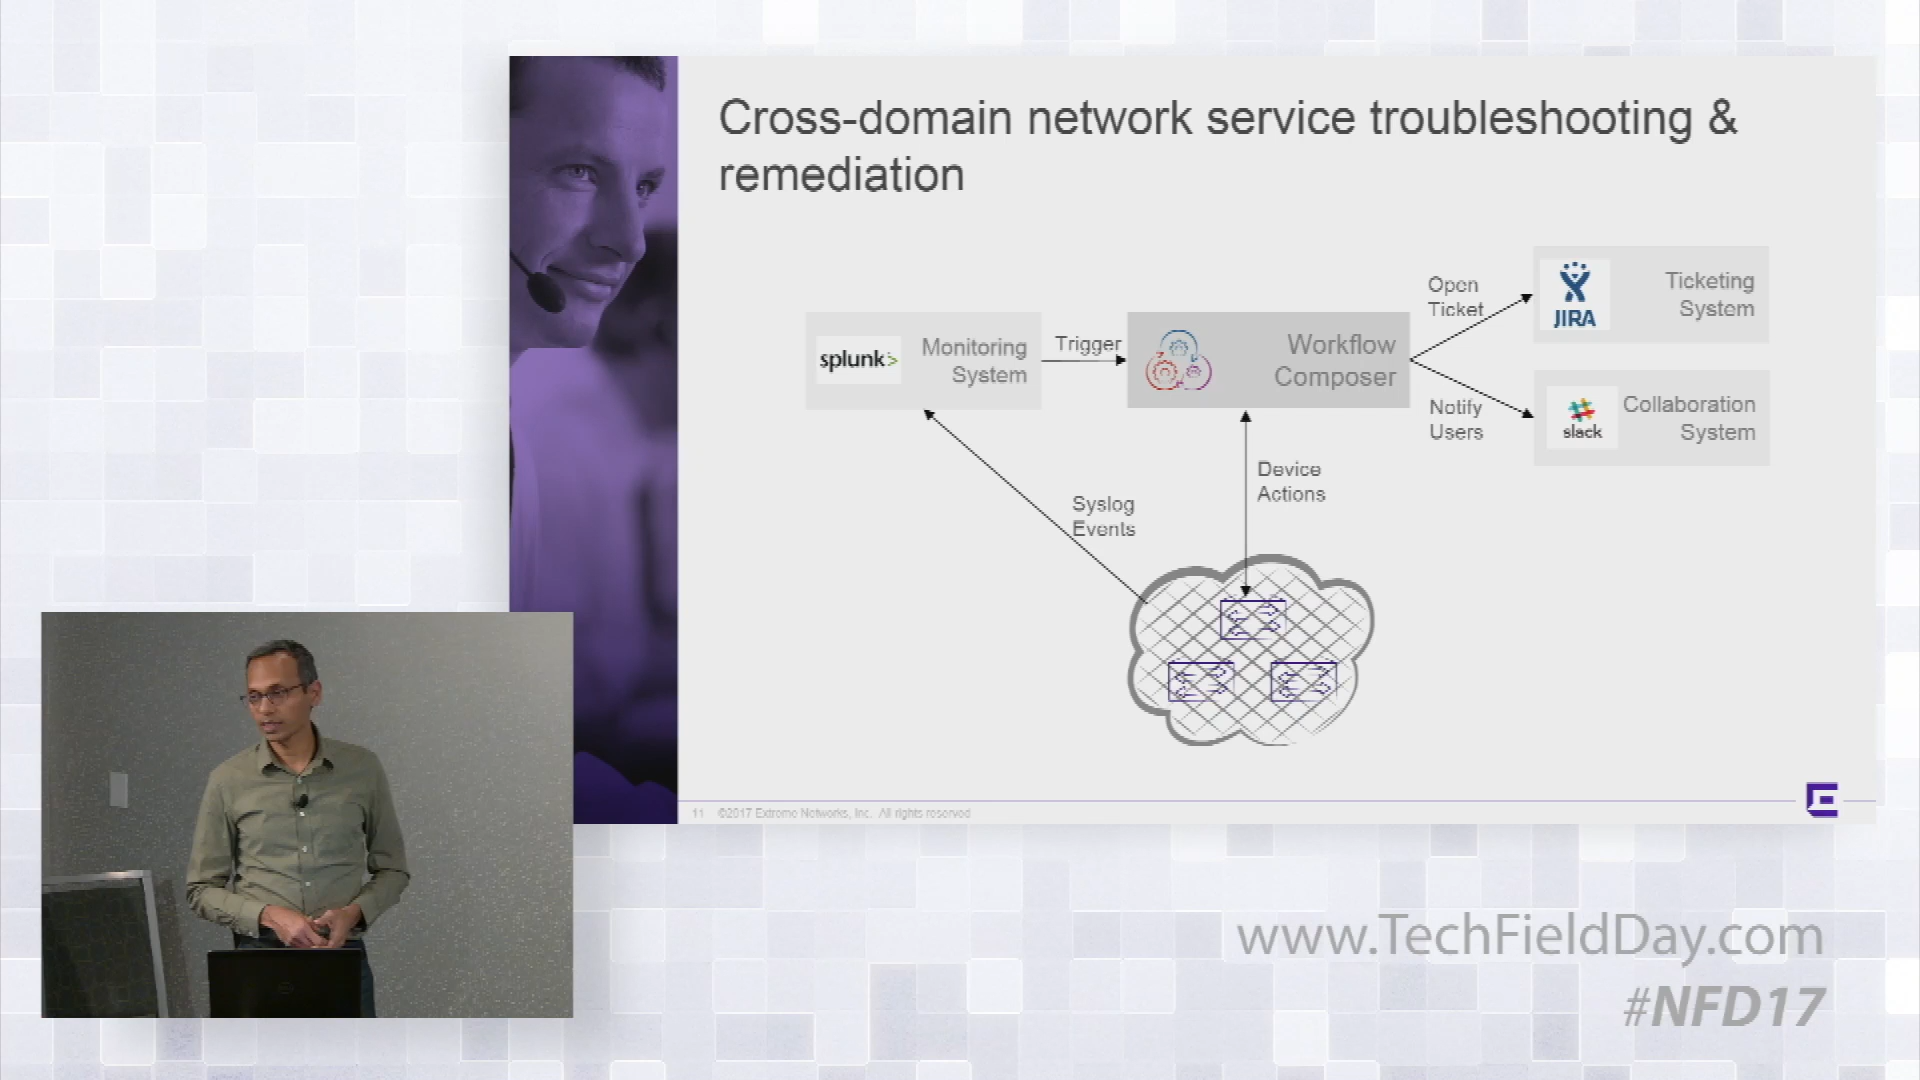 Cross-domain network service troubleshooting &
remediation
splunk>
Monitoring
System
Trigger
Workflow
Composer
Open
Ticket
JIRA
Ticketing
System
Notify
Users
slack
Collaboration
System
Device
Actions
Syslog
Events
11 ©2017 Extreme Networks, Inc. All rights reserved
www.TechFieldDay.com
#NFD17